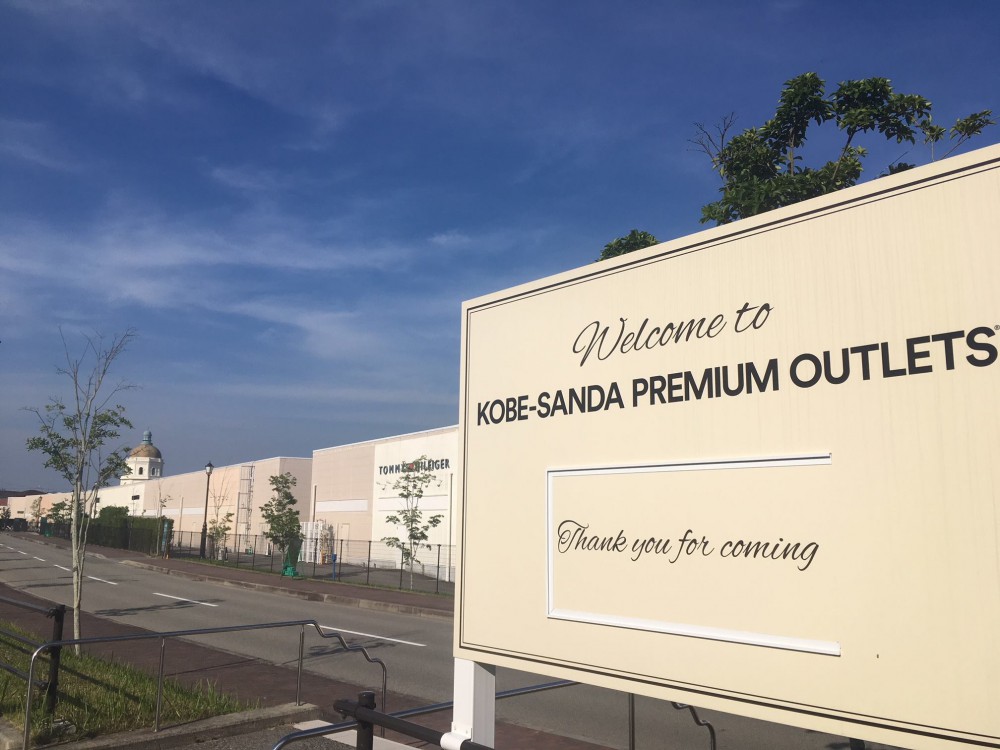 Welcome to
KOBE-SANDA PREMIUM OUTLETS®
Thank you for coming
TOMMY HILFIGER